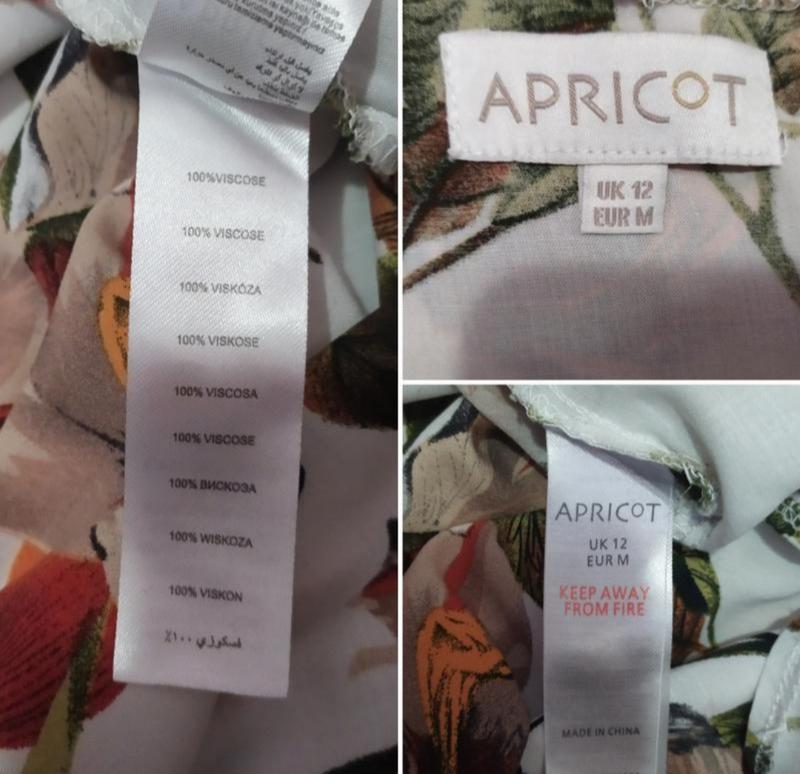 100%VISCOSE
100% VISCOSE
100% VISKÓZA
100% VISKOSE
100% VISCOSA
100% VISCOSE
100% ВИСКОЗА
100% WISKOZA
100% VISKON
فسكوزي ١٠٠٪
APRICOT
UK 12
EUR M
APRICOT
UK 12
EUR M
KEEP AWAY
FROM FIRE
MADE IN CHINA